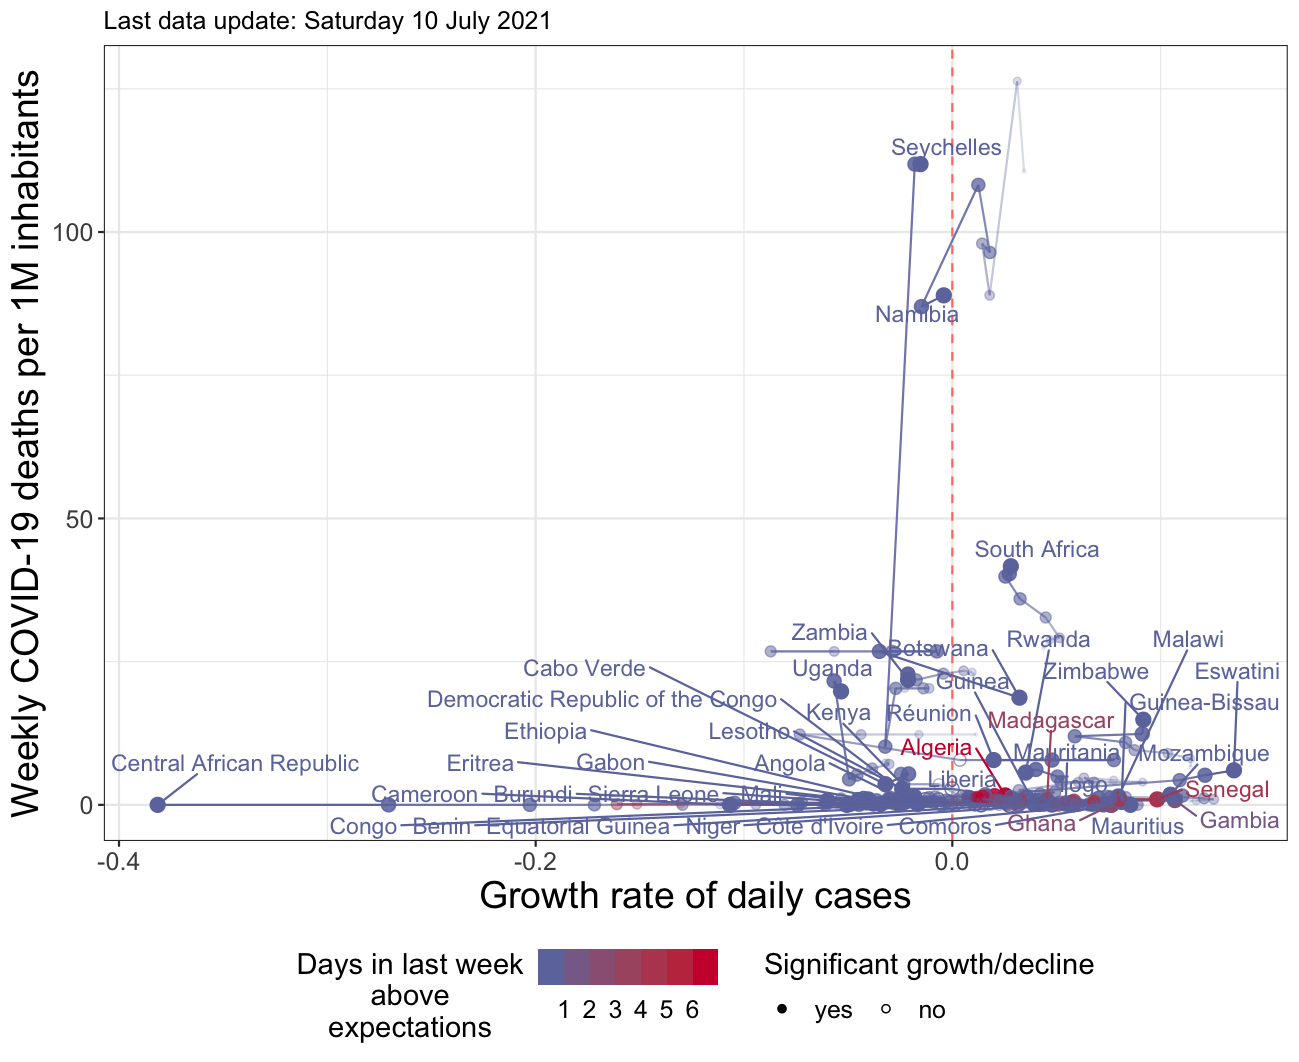 Last data update: Saturday 10 July 2021
Weekly COVID-19 deaths per 1M inhabitants
100
50
0
Seychelles
Namibia
South Africa
Zambia
Botswana
Rwanda
Malawi
Cabo Verde
Uganda
Guinea
Zimbabwe
Eswatini
Democratic Republic of the Congo
Kenya
Réunion
Guinea-Bissau
Ethiopia
Lesotho
Madagascar
Algeria
Mauritania
Mozambique
Central African Republic
Eritrea
Gabon
Angola
Liberia
Togo
Senegal
Cameroon
Burundi
Sierra Leone
Mali
Congo
Benin
Equatorial Guinea
Niger
Côte d'Ivoire
Comoros
Ghana
Mauritius
Gambia
-0.4
-0.2
0.0
Growth rate of daily cases
Days in last week
above
expectations
1 2 3 4 5 6
Significant growth/decline
yes
no